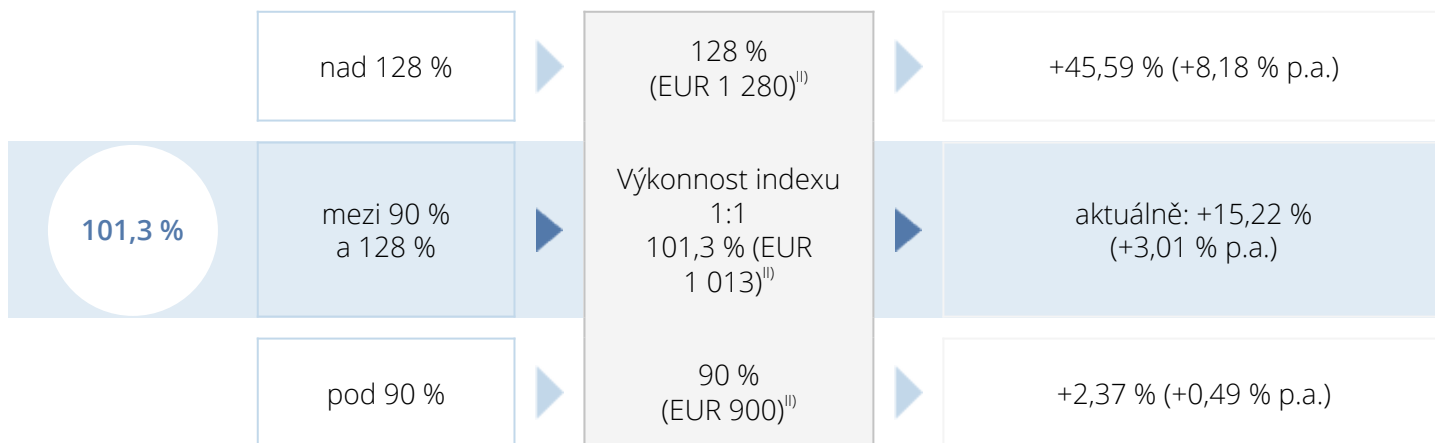 nad 128 %
128 %
(EUR 1 280)II)
+45,59 % (+8,18 % p.a.)
101,3 %
mezi 90 %
a 128 %
Výkonnost indexu
1:1
101,3 % (EUR
1 013)II)
aktuálně: +15,22 %
(+3,01 % p.a.)
pod 90 %
90 %
(EUR 900)II)
+2,37 % (+0,49 % p.a.)